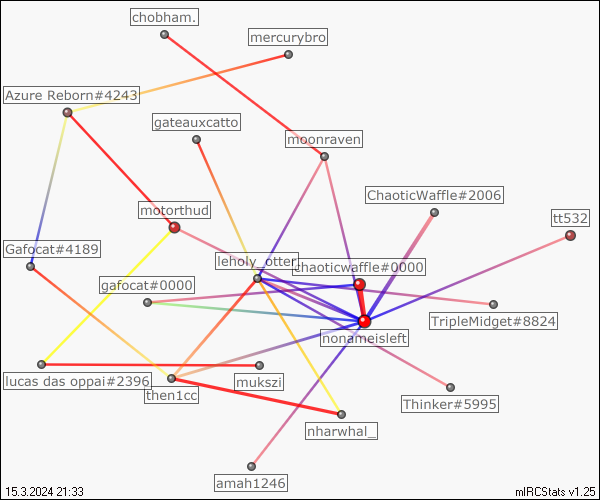 chobham.
mercurybro
Azure Reborn#4243
gateauxcatto
moonraven
ChaoticWaffle#2006
motorthud
tt532
Gafocat#4189
leholy_otter
chaoticwaffle#0000
gafocat#0000
TripleMidget#8824
nonameisleft
lucas das oppai#2396
mukszi
then1cc
Thinker#5995
nharwhal_
amah1246
15.3.2024 21:33
mIRCStats v1.25